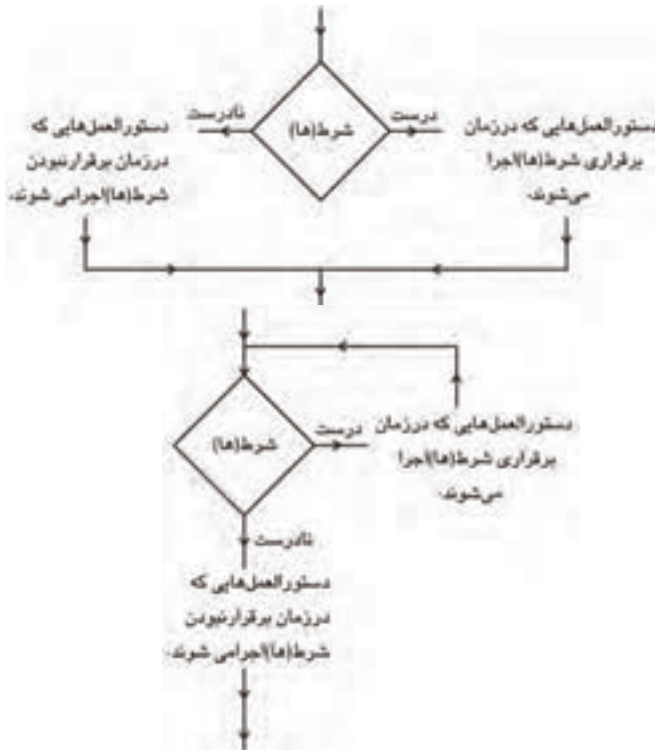 درست
نادرست
شرط(ها)
دستورالعمل‌هایی که درزمان
برقراری شرط(ها)اجرا
می‌شوند.
دستورالعمل‌هایی که
درزمان برقرارنبودن
شرط(ها)اجرامی شوند.
شرط(ها)
درست
دستورالعمل‌هایی که درزمان
برقراری شرط(ها)اجرا
می‌شوند.
نادرست
دستورالعمل‌هایی که
درزمان برقرارنبودن
شرط(ها)اجرامی شوند.